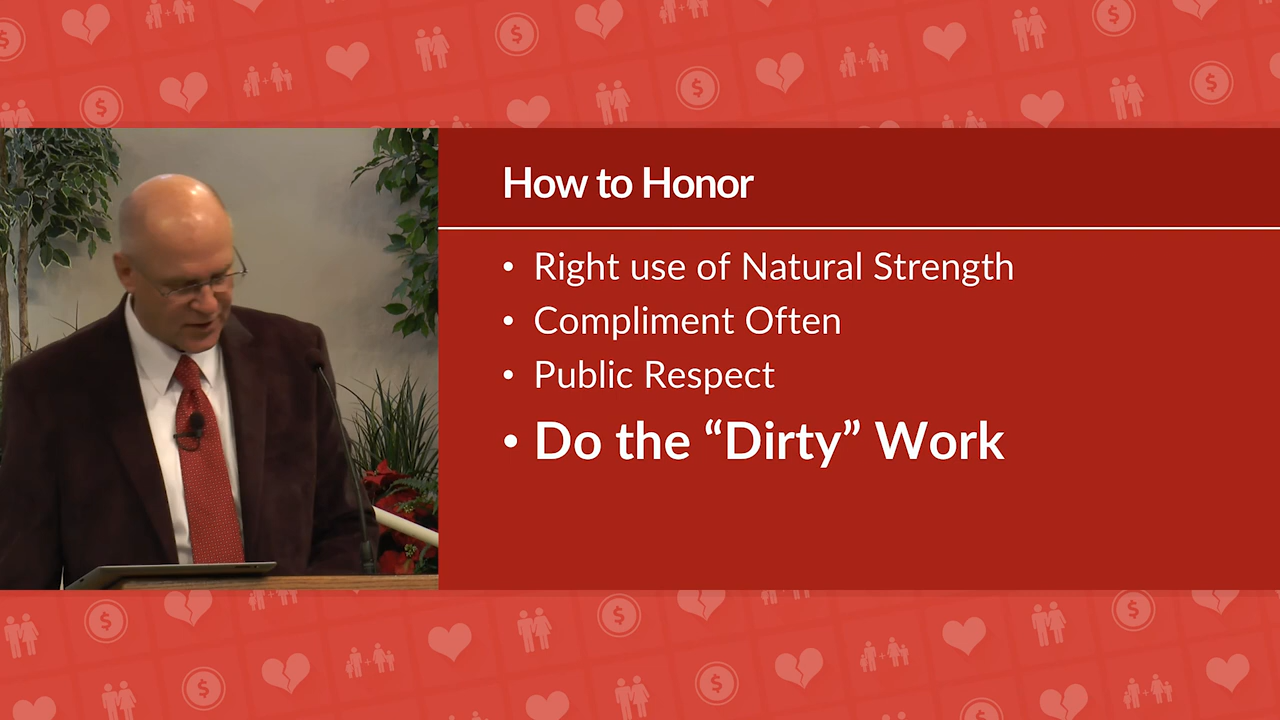 How to Honor
• Right use of Natural Strength
• Compliment Often
• Public Respect
• Do the “Dirty” Work